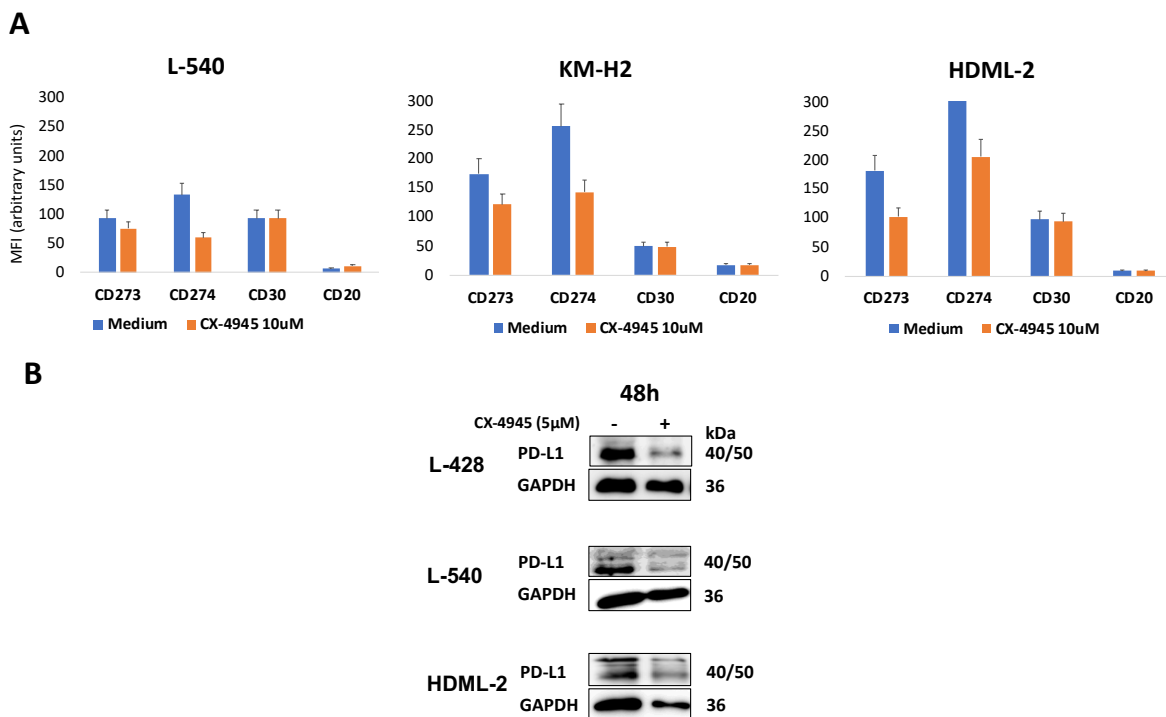 A
L-540
KM-H2
HDML-2
MFI (arbitrary units)
300
250
200
150
100
50
0
CD273 CD274 CD30 CD20
Medium CX-4945 10uM
300
250
200
150
100
50
0
CD273 CD274 CD30 CD20
Medium CX-4945 10uM
300
250
200
150
100
50
0
CD273 CD274 CD30 CD20
Medium CX-4945 10uM
B
48h
CX-4945 (5μM) - +
kDa
L-428
PD-L1 40/50
GAPDH 36
L-540
PD-L1 40/50
GAPDH 36
HDML-2
PD-L1 40/50
GAPDH 36